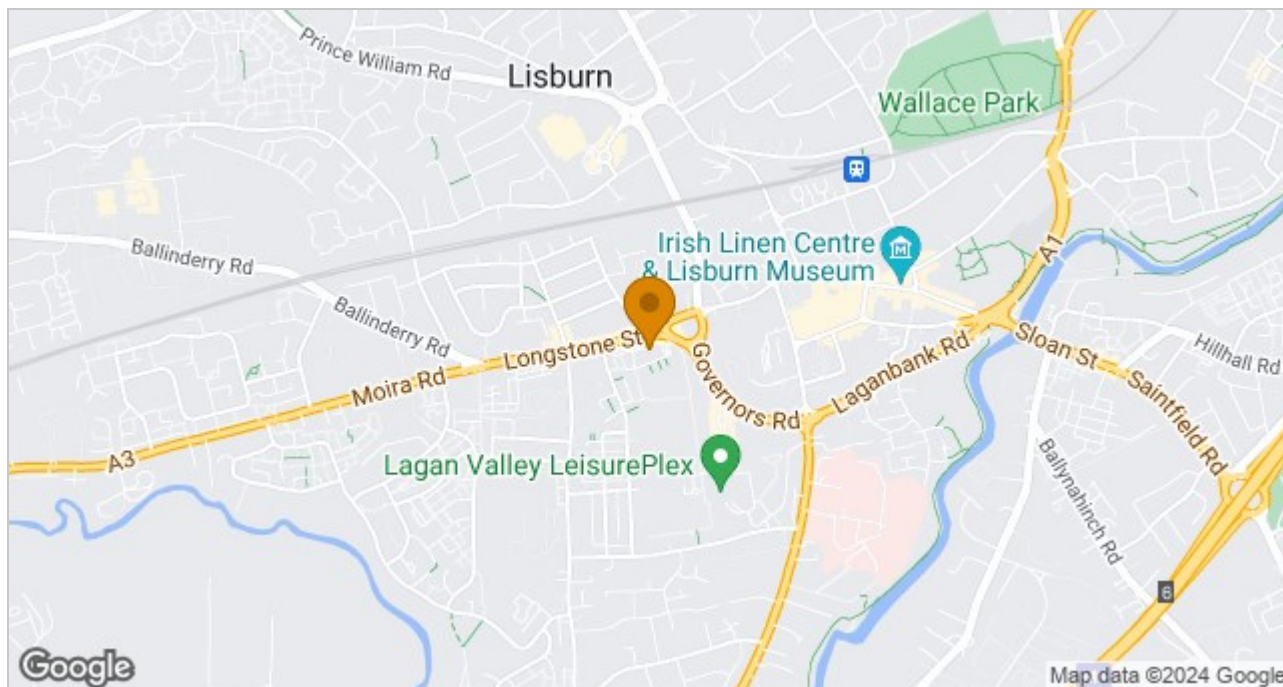 Prince William Rd
Lisburn
Wallace Park
A1
Ballinderry Rd
Irish Linen Centre
& Lisburn Museum
M
Ballinderry Rd
Longstone St
Governors Rd
Laganbank Rd
Sloan St
Hillhall Rd
Moira Rd
Saintfield Rd
A3
Lagan Valley LeisurePlex
Ballynahinch Rd
6
Google
Map data ©2024 Google